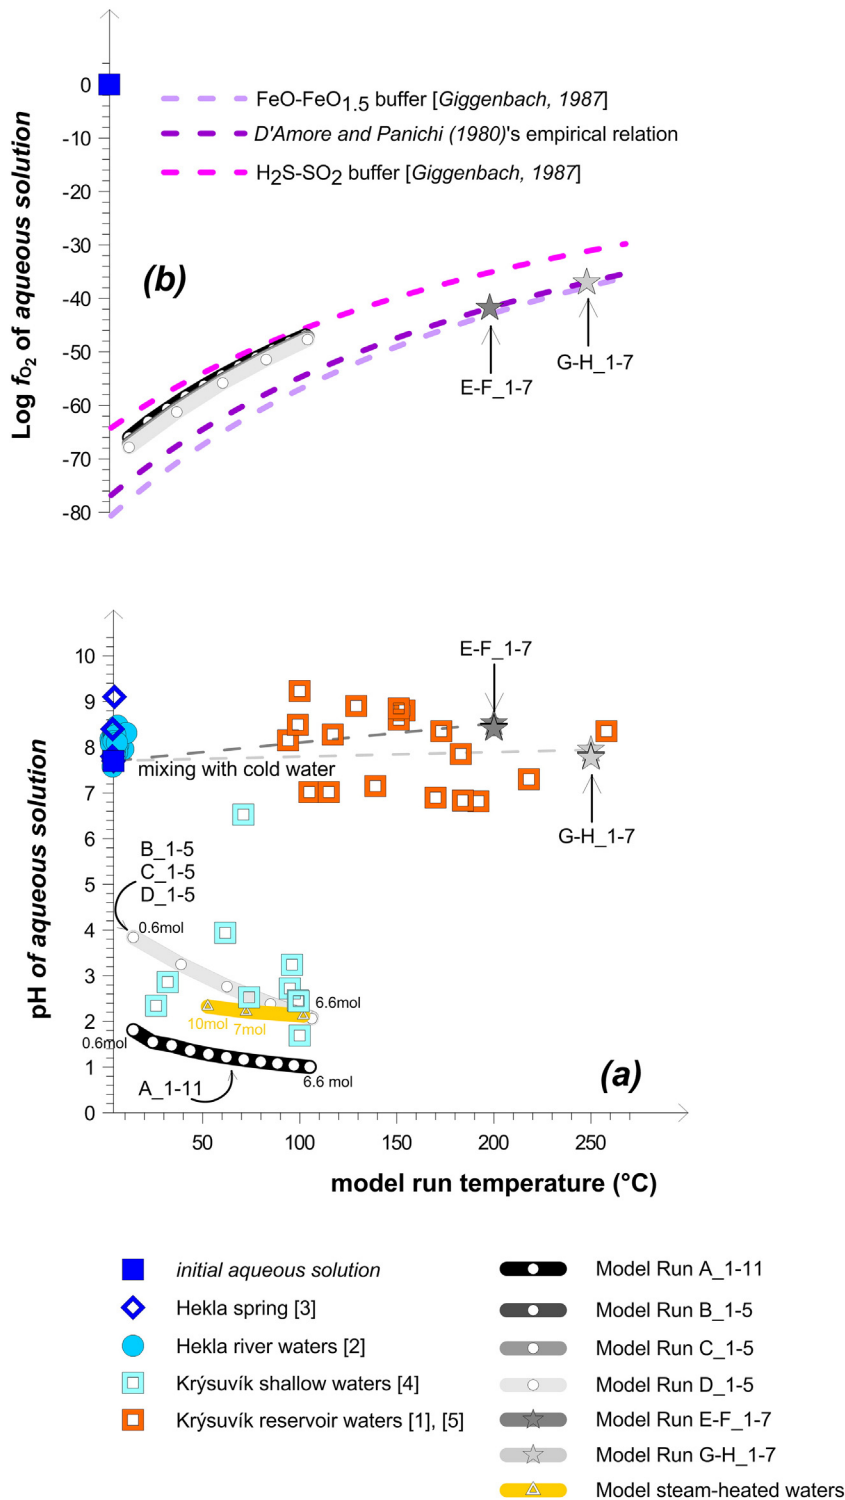 0
-10
-20
-30
-40
-50
-60
-70
-80
Log fO2 of aqueous solution
FeO-FeO1.5 buffer [Giggenbach, 1987]
D'Amore and Panichi (1980)'s empirical relation
H2S-SO2 buffer [Giggenbach, 1987]
(b)
E-F_1-7
G-H_1-7
10
9
8
7
6
5
4
3
2
1
0
pH of aqueous solution
E-F_1-7
mixing with cold water
G-H_1-7
B_1-5
C_1-5
D_1-5
0.6mol
6.6mol
10mol
7mol
0.6mol
6.6 mol
A_1-11
(a)
50
100
150
200
250
model run temperature (°C)
initial aqueous solution
Hekla spring [3]
Hekla river waters [2]
Krýsuvík shallow waters [4]
Krýsuvík reservoir waters [1], [5]
Model Run A_1-11
Model Run B_1-5
Model Run C_1-5
Model Run D_1-5
Model Run E-F_1-7
Model Run G-H_1-7
Model steam-heated waters